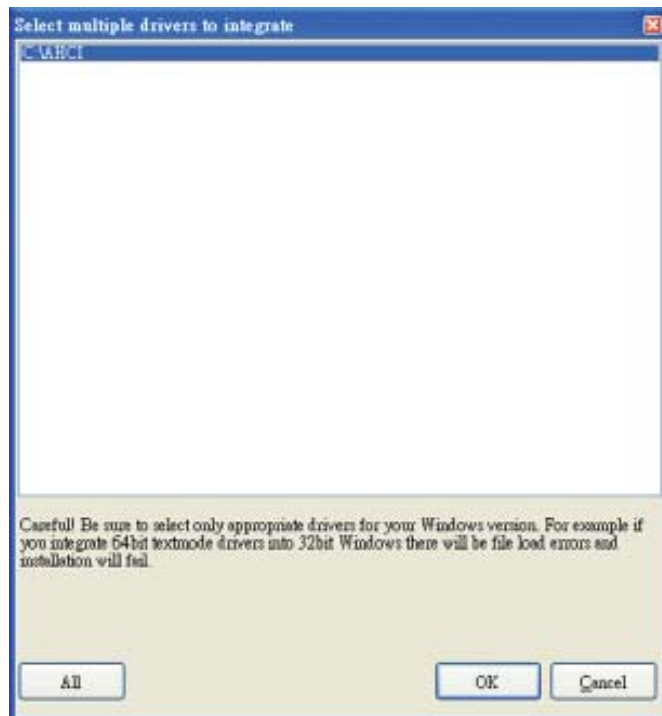 Select multiple drivers to integrate
C:\AHCI
Careful! Be sure to select only appropriate drivers for your Windows version. For example if
you integrate 64bit textmode drivers into 32bit Windows there will be file load errors and
installation will fail.
All
OK
Cancel